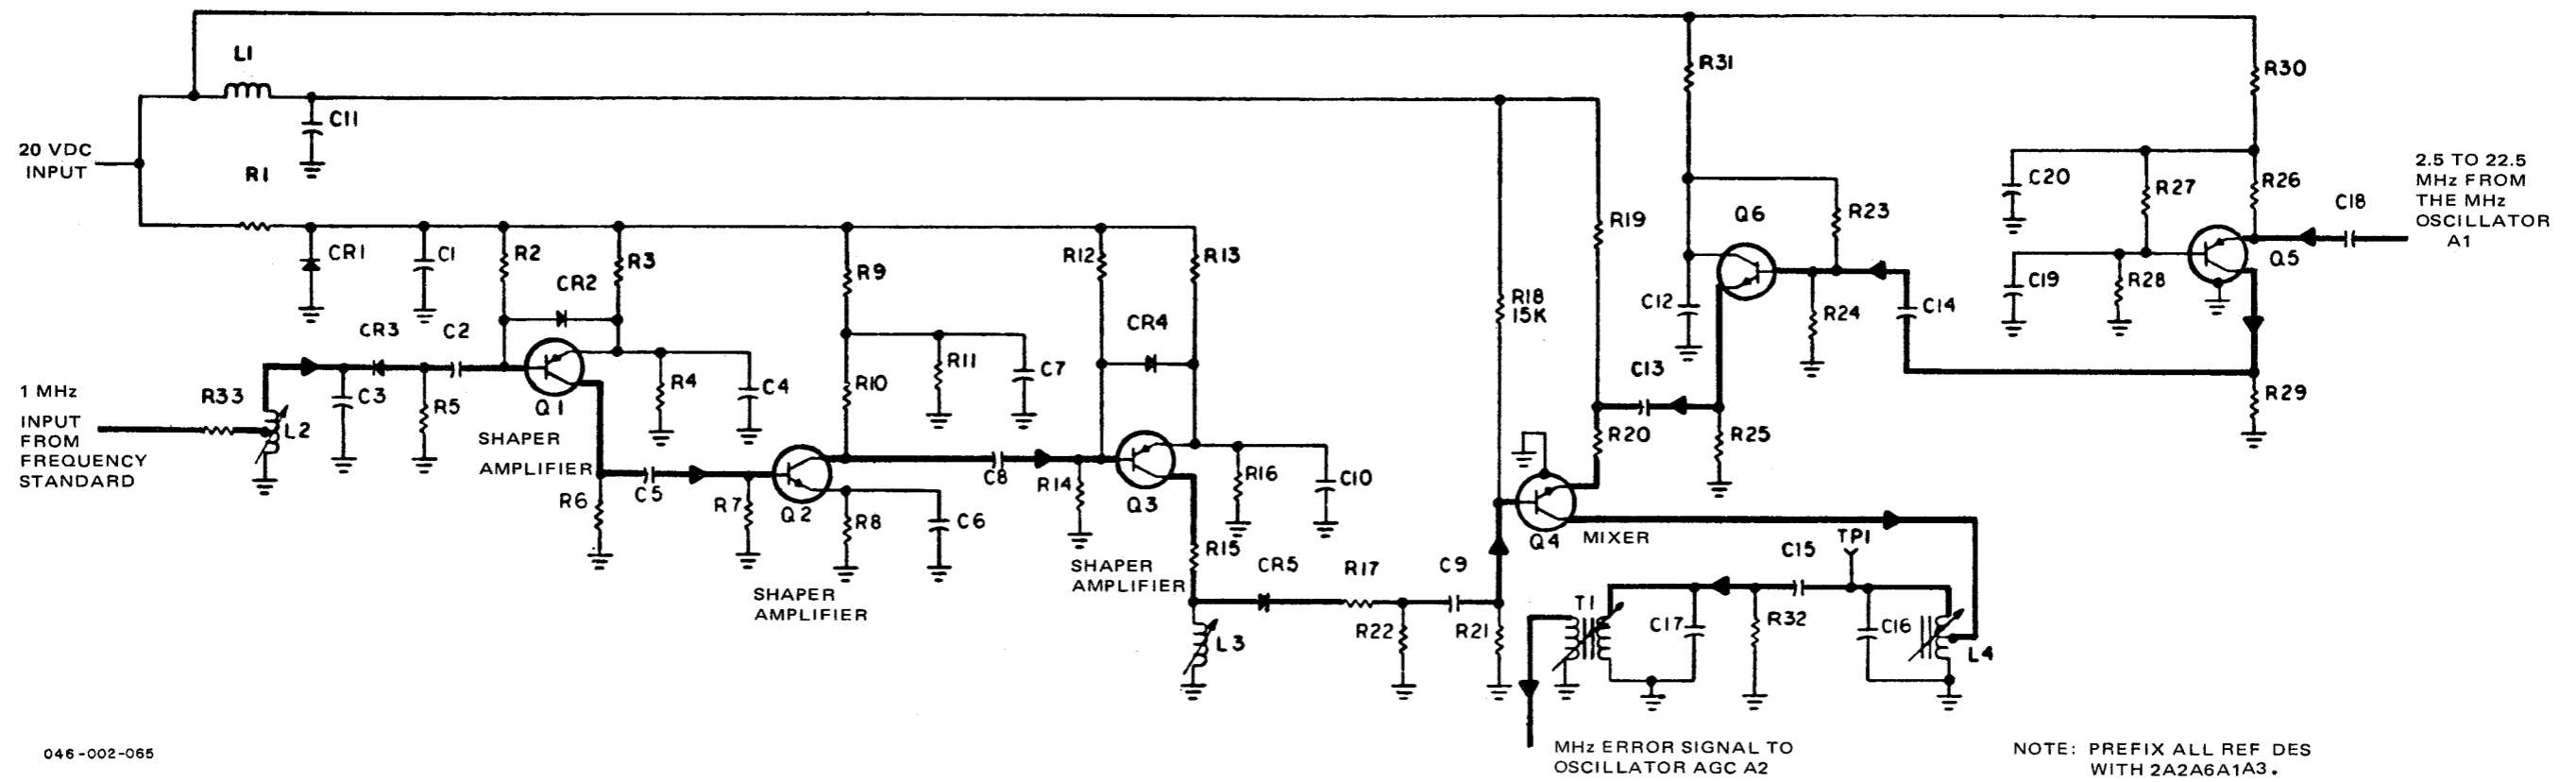 L1
R31
R30
C11
20 VDC
INPUT
R1
C20
R27
R26
C18
2.5 TO 22.5
MHz FROM
THE MHz
OSCILLATOR
A1
R19
Q6
R23
CR1
C1
R2
R3
R9
R12
R13
CR2
Q5
C19
R28
R18
15K
C12
R24
C14
CR3
C2
CR4
R11
C7
C13
1 MHz
INPUT
FROM
FREQUENCY
STANDARD
R33
L2
C3
R5
Q1
R4
C4
R10
R29
SHAPER
AMPLIFIER
R20
R25
R6
C5
R7
Q2
R8
C6
C8
R14
Q3
R16
C10
Q4
MIXER
SHAPER
AMPLIFIER
SHAPER
AMPLIFIER
R15
CR5
R17
C9
C15
TP1
R22
R21
L3
T1
C17
R32
C16
L4
046-002-065
MHz ERROR SIGNAL TO
OSCILLATOR AGC A2
NOTE: PREFIX ALL REF DES
WITH 2A2A6A1A3.